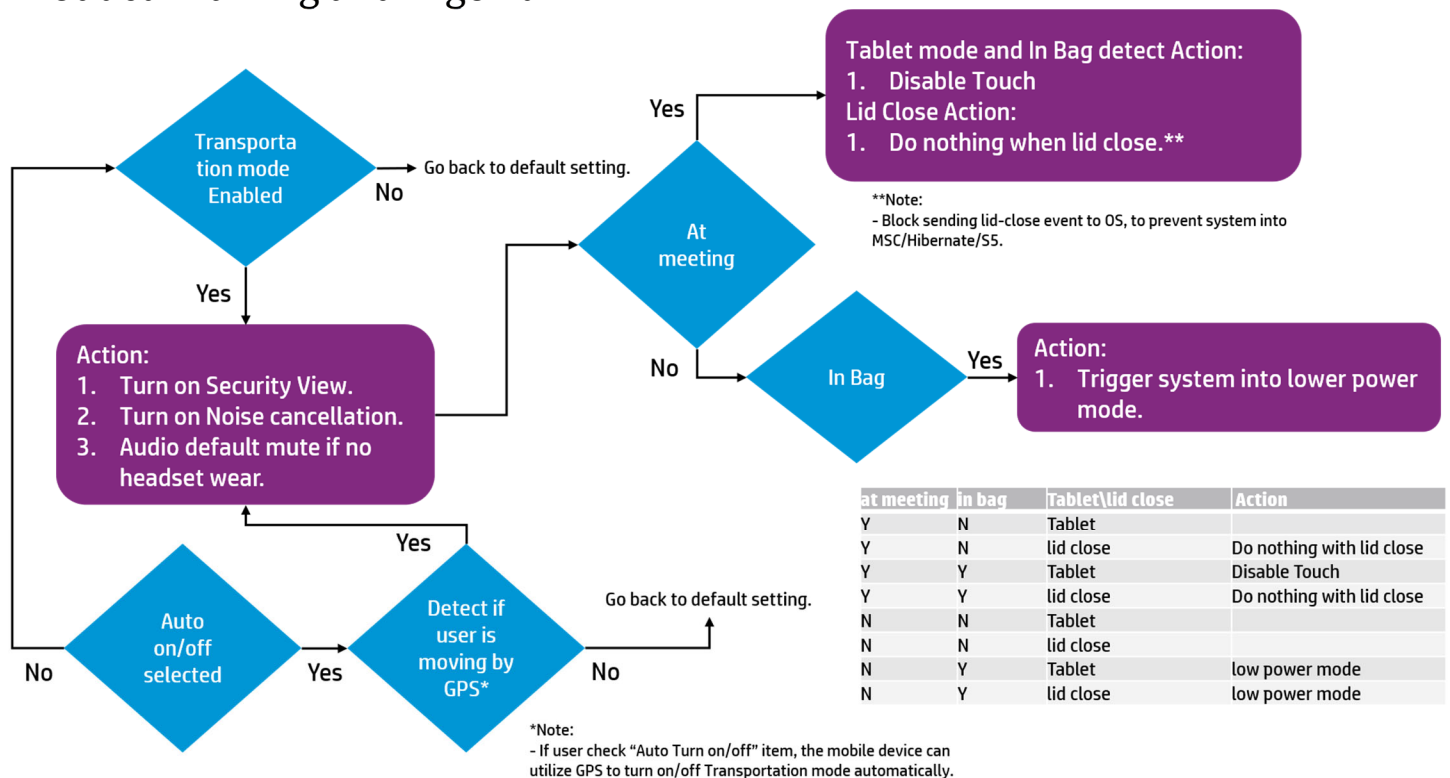 Transporta
tion mode
Enabled
No
Go back to default setting.
Yes
Action:
1. Turn on Security View.
2. Turn on Noise cancellation.
3. Audio default mute if no
headset wear.
Yes
Auto
on/off
selected
No
Yes
Detect if
user is
moving by
GPS*
No
Go back to default setting.
*Note:
- If user check “Auto Turn on/off” item, the mobile device can
utilize GPS to turn on/off Transportation mode automatically.
At
meeting
Yes
Tablet mode and In Bag detect Action:
1. Disable Touch
Lid Close Action:
1. Do nothing when lid close.**
**Note:
- Block sending lid-close event to OS, to prevent system into
MSC/Hibernate/S5.
No
In Bag
Yes
Action:
1. Trigger system into lower power
mode.
at meeting in bag Tablet\lid close Action
Y N Tablet
Y N lid close Do nothing with lid close
Y Y Tablet Disable Touch
Y Y lid close Do nothing with lid close
N N Tablet
N N lid close
N Y Tablet low power mode
N Y lid close low power mode